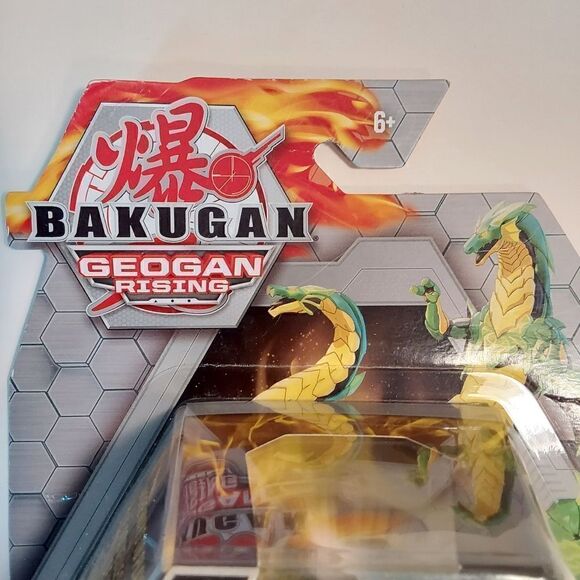 爆
6+
BAKUGAN®
GEOGAN
RISING